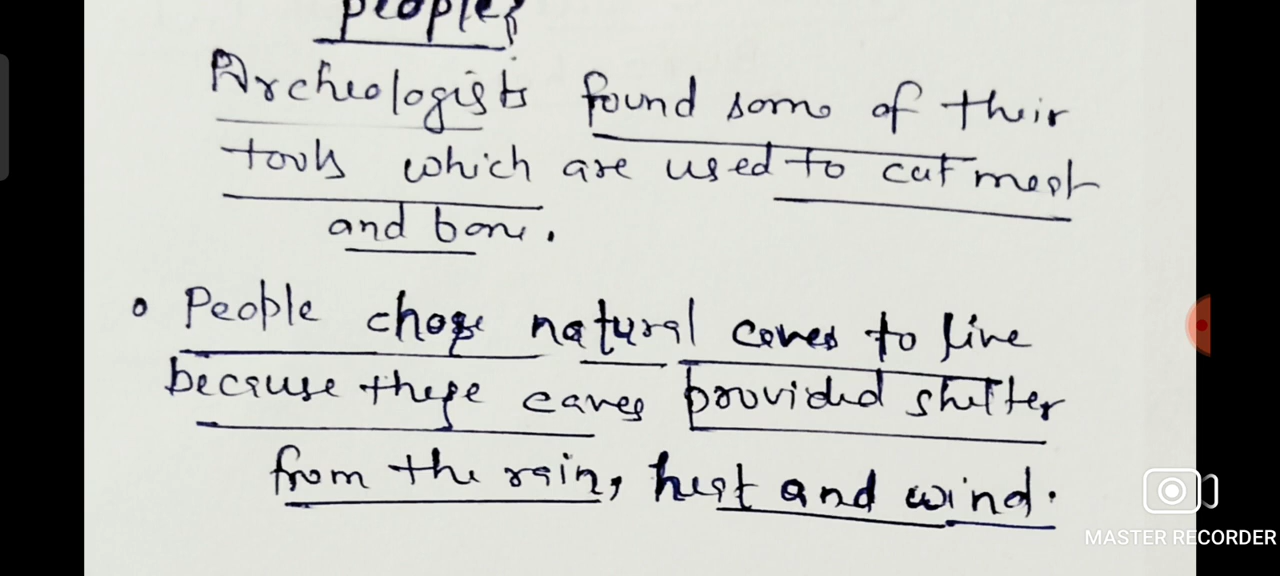 people?
Archeologists found some of their
tools which are used to cut meat
and bone.
• People chose natural caves to live
because these caves provided shelter
from the rain, heat and wind.
MASTER RECORDER